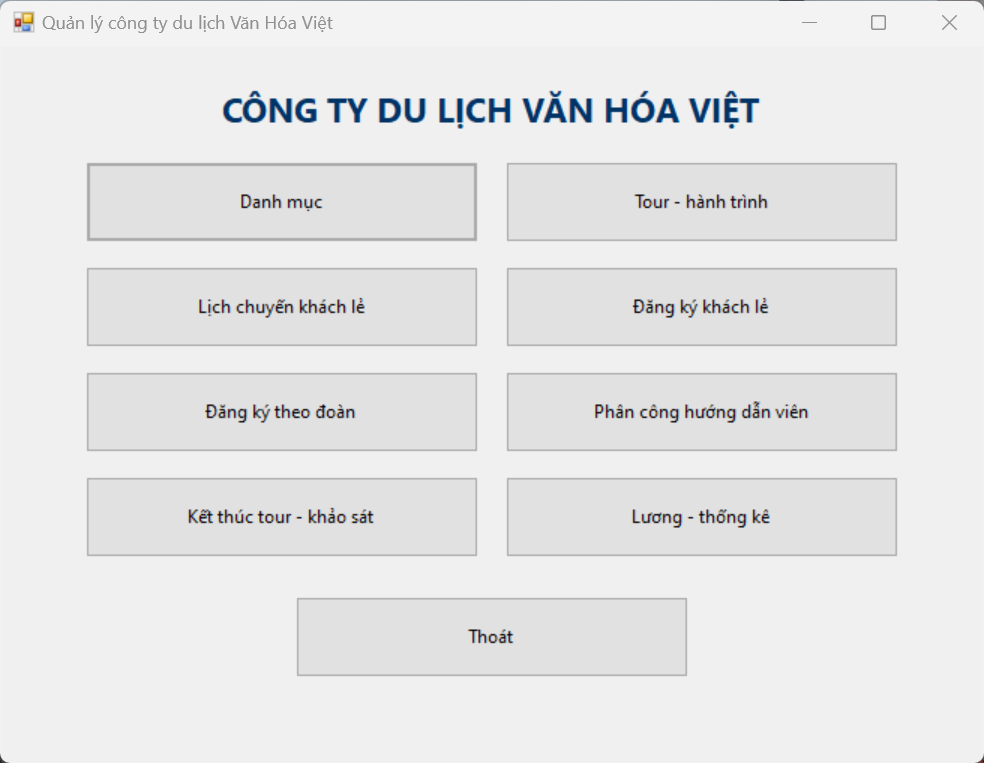 Quản lý công ty du lịch Văn Hóa Việt
CÔNG TY DU LỊCH VĂN HÓA VIỆT
Danh mục
Tour - hành trình
Lịch chuyến khách lẻ
Đăng ký khách lẻ
Đăng ký theo đoàn
Phân công hướng dẫn viên
Kết thúc tour - khảo sát
Lương - thống kê
Thoát